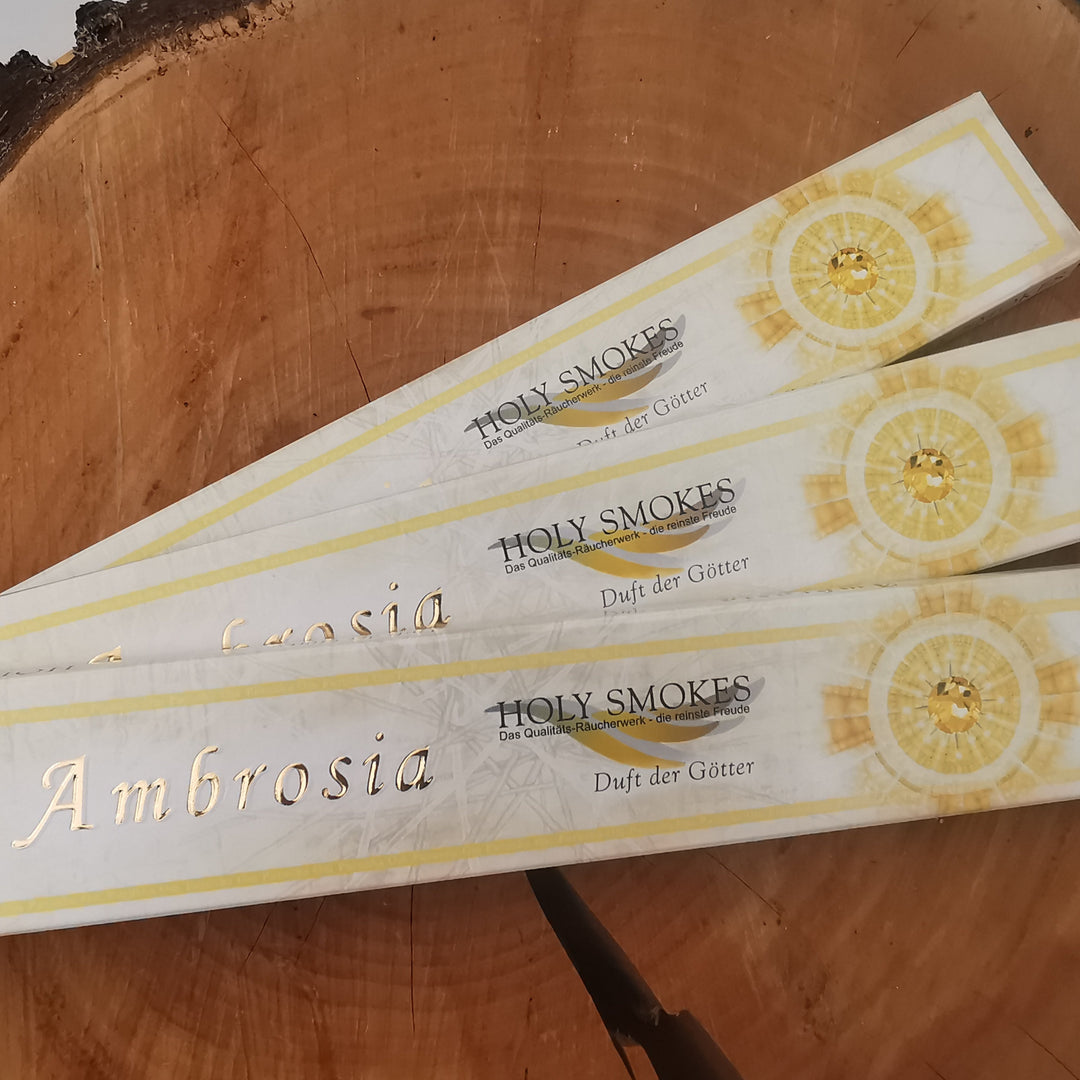 HOLY SMOKES
Das Qualitäts-Räucherwerk - die reinste Freude
Duft der Götter
HOLY SMOKES
Das Qualitäts-Räucherwerk - die reinste Freude
Duft der Götter
Ambrosia
HOLY SMOKES
Das Qualitäts-Räucherwerk - die reinste Freude
Duft der Götter
Ambrosia